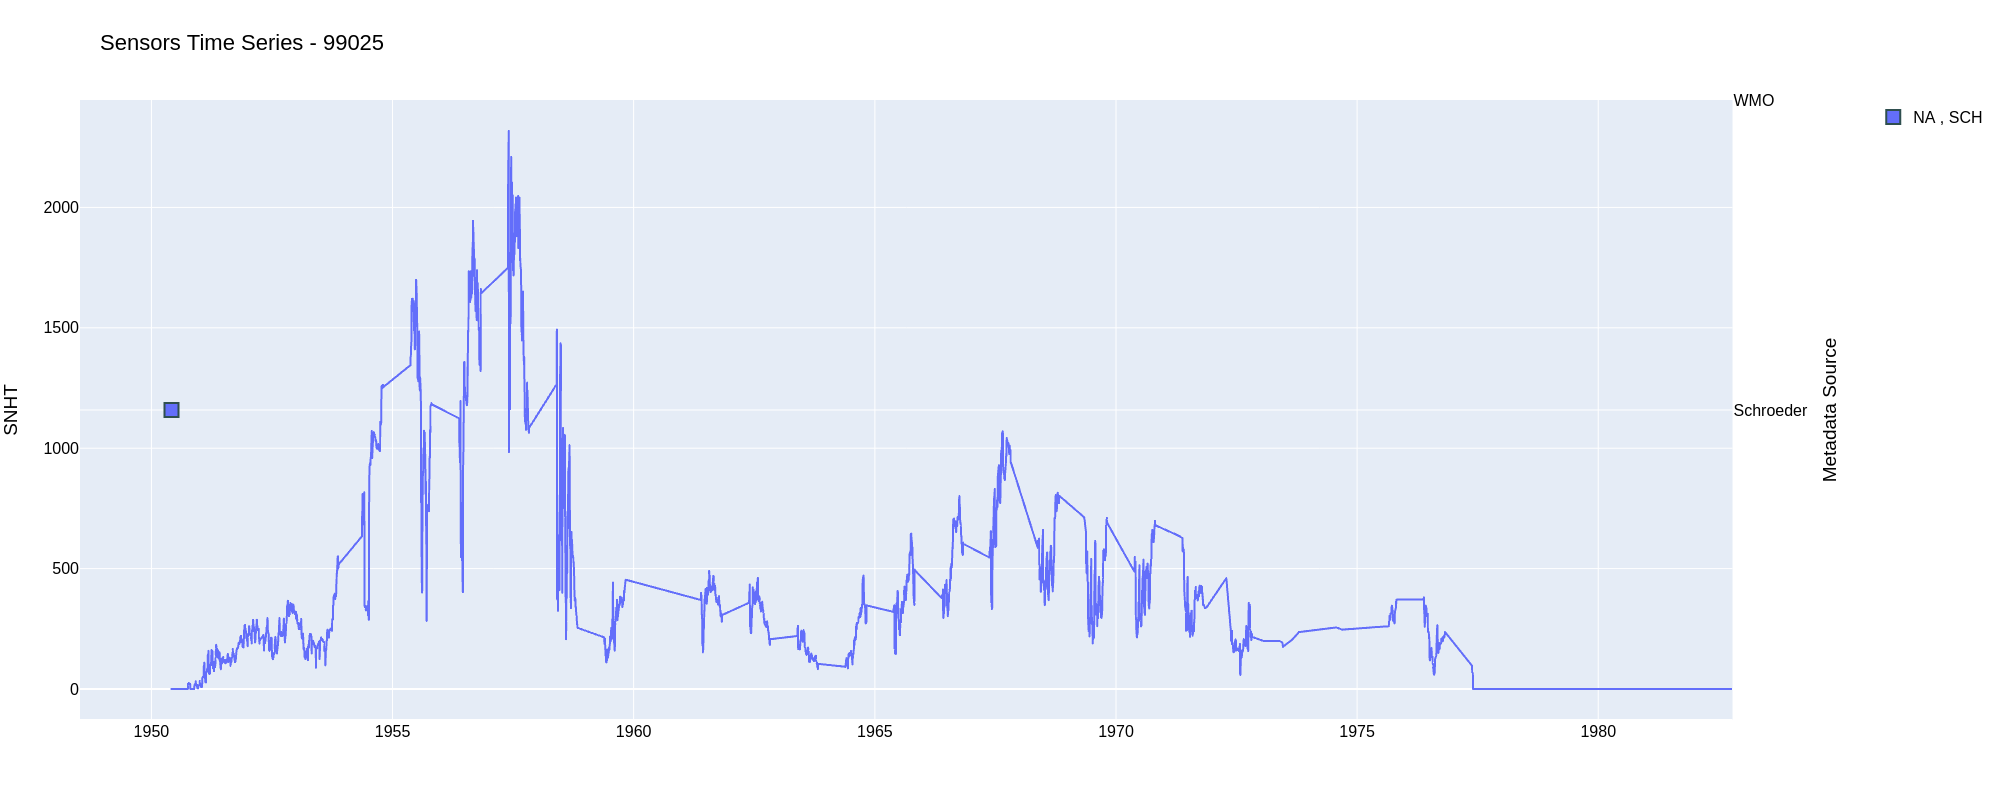 Sensors Time Series - 99025
WMO
NA , SCH
2000
1500
1000
500
0
SNHT
Schroeder
Metadata Source
1950
1955
1960
1965
1970
1975
1980